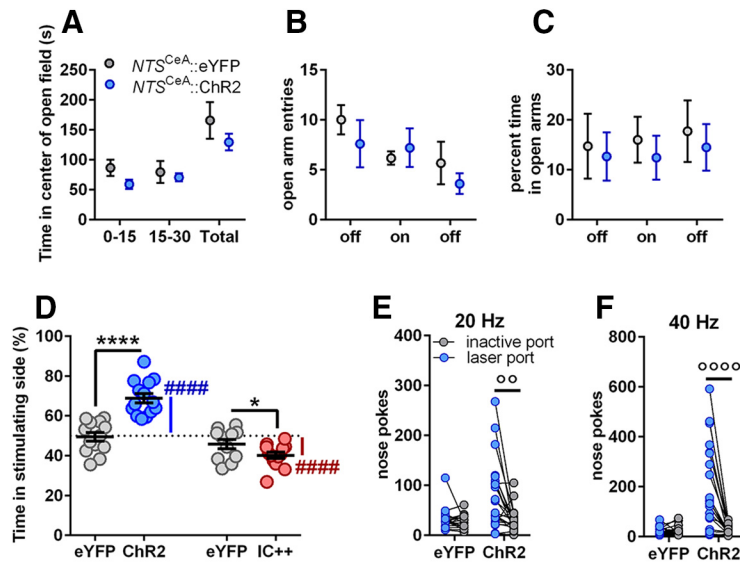 A
Time in center of open field (s)
250
200
150
100
50
0
NTS^CeA::eYFP
NTS^CeA::ChR2
0-15 15-30 Total
B
open arm entries
15
10
5
0
off on off
C
percent time
in open arms
30
20
10
0
off on off
D
Time in stimulating side (%)
100
80
60
40
20
0
****
####
*
####
eYFP ChR2 eYFP IC++
E
20 Hz
nose pokes
400
300
200
100
0
inactive port
laser port
○○
eYFP ChR2
F
40 Hz
nose pokes
800
600
400
200
0
○○○○
eYFP ChR2